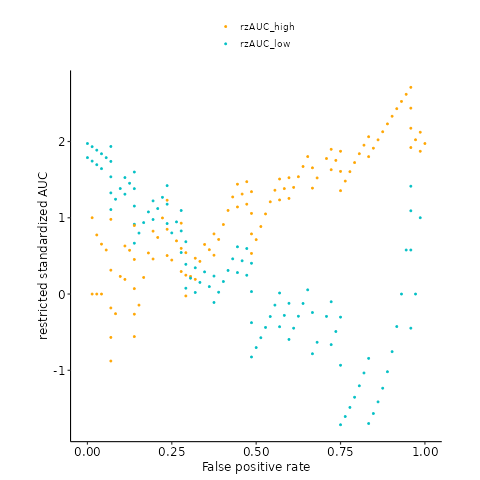 rzAUC_high
rzAUC_low
restricted standardized AUC
2
1
0
-1
0.00 0.25 0.50 0.75 1.00
False positive rate